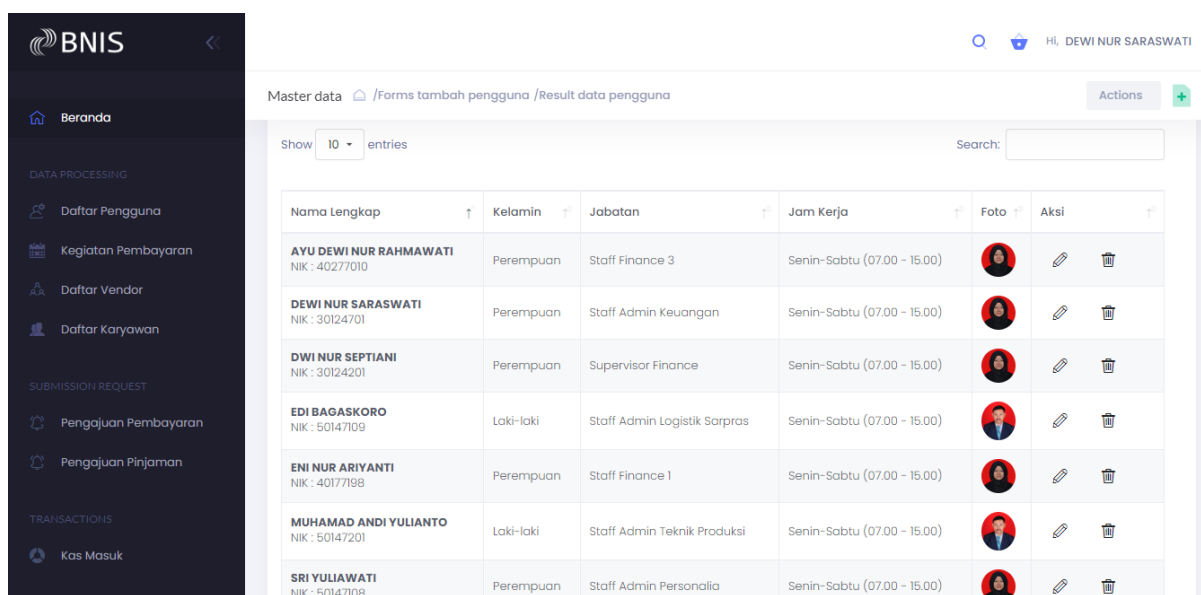 BNIS
Hi, DEWI NUR SARASWATI
Master data /Forms tambah pengguna /Result data pengguna
Actions
Beranda
DATA PROCESSING
Daftar Pengguna
Kegiatan Pembayaran
Daftar Vendor
Daftar Karyawan
SUBMISSION REQUEST
Pengajuan Pembayaran
Pengajuan Pinjaman
TRANSACTIONS
Kas Masuk
Show 10 entries
Search:
Nama Lengkap Kelamin Jabatan Jam Kerja Foto Aksi
AYU DEWI NUR RAHMAWATI
NIK : 40277010
Perempuan Staff Finance 3 Senin-Sabtu (07.00 - 15.00)
DEWI NUR SARASWATI
NIK : 30124701
Perempuan Staff Admin Keuangan Senin-Sabtu (07.00 - 15.00)
DWI NUR SEPTIANI
NIK : 30124201
Perempuan Supervisor Finance Senin-Sabtu (07.00 - 15.00)
EDI BAGASKORO
NIK : 50147109
Laki-laki Staff Admin Logistik Sarpras Senin-Sabtu (07.00 - 15.00)
ENI NUR ARIYANTI
NIK : 40177198
Perempuan Staff Finance 1 Senin-Sabtu (07.00 - 15.00)
MUHAMAD ANDI YULIANTO
NIK : 50147201
Laki-laki Staff Admin Teknik Produksi Senin-Sabtu (07.00 - 15.00)
SRI YULIAWATI
NIK : 50147108
Perempuan Staff Admin Personalia Senin-Sabtu (07.00 - 15.00)